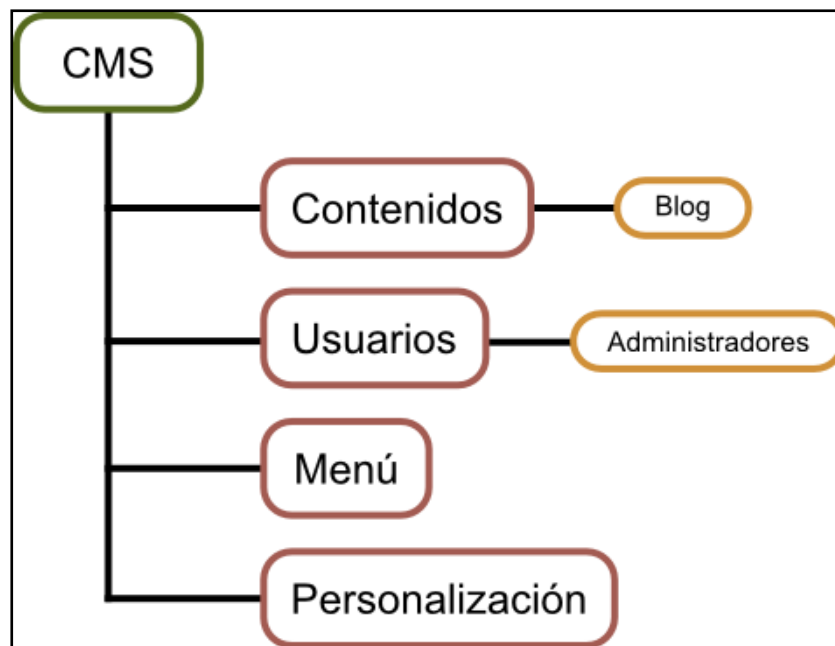 CMS
Contenidos
Blog
Usuarios
Administradores
Menú
Personalización